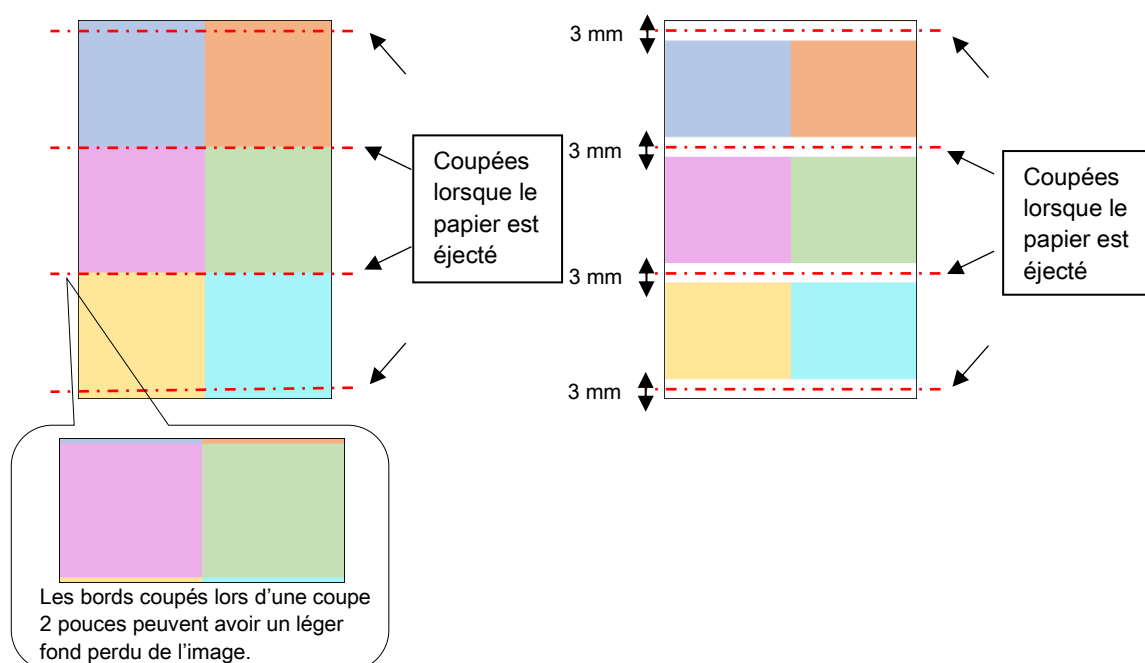 Coupées
lorsque le
papier est
éjecté
Les bords coupés lors d’une coupe
2 pouces peuvent avoir un léger
fond perdu de l’image.
3 mm
3 mm
3 mm
3 mm
Coupées
lorsque le
papier est
éjecté